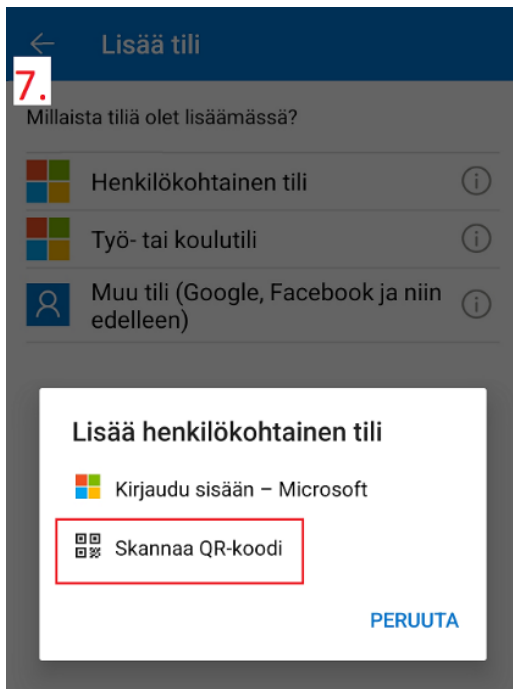 Lisää tili
7.
Millaista tiliä olet lisäämässä?
Henkilökohtainen tili
Työ- tai koulutili
Muu tili (Google, Facebook ja niin
edelleen)
Lisää henkilökohtainen tili
Kirjaudu sisään – Microsoft
Skannaa QR-koodi
PERUUTA